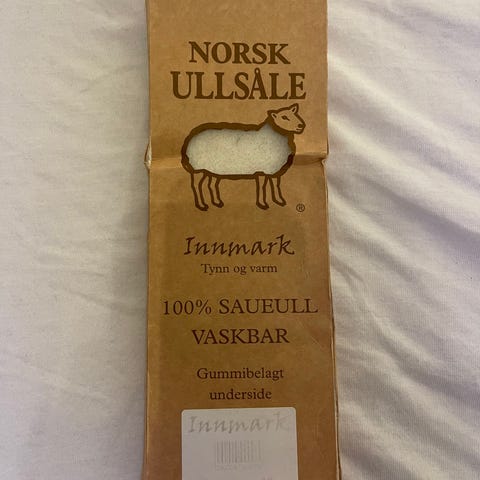 NORSK
ULLSÅLE
®
Innmark
Tynn og varm
100% SAUEULL
VASKBAR
Gummibelagt
underside
Innmark